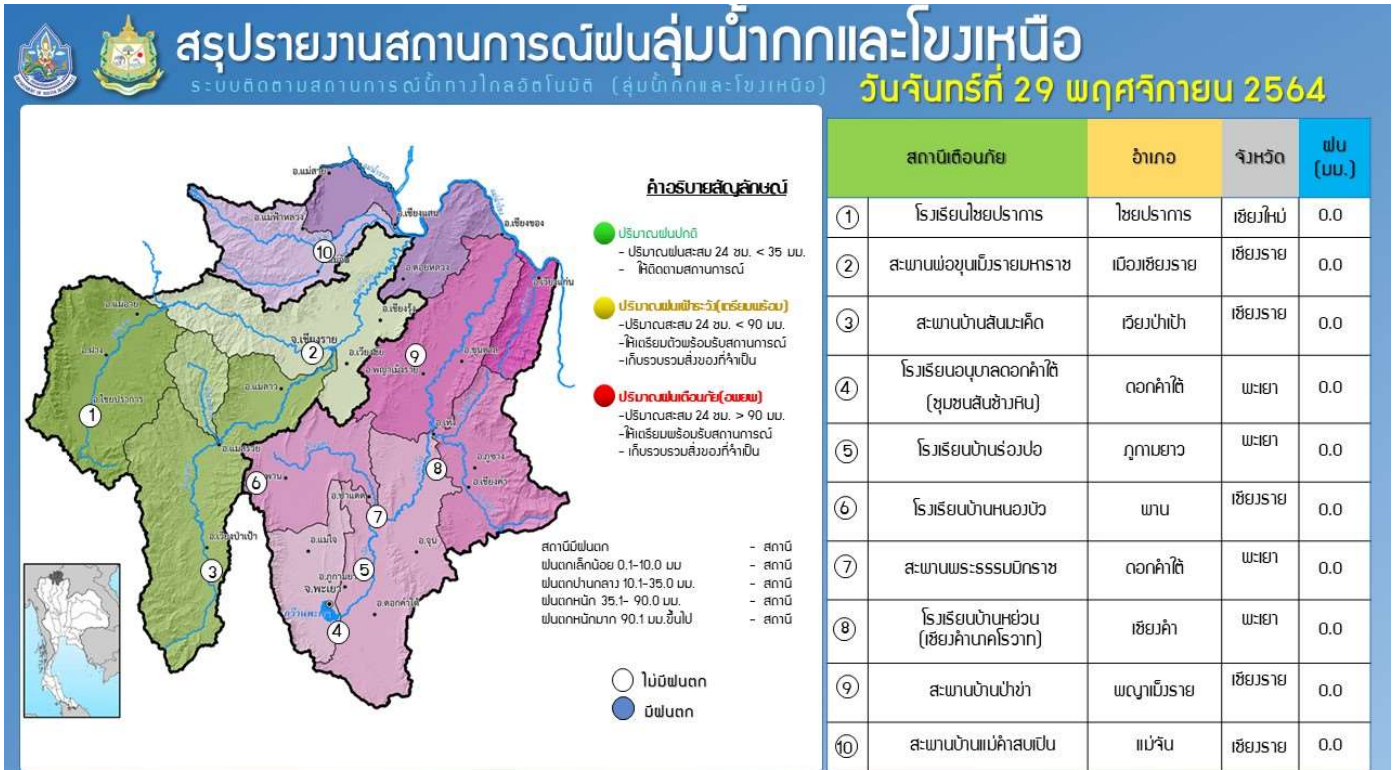 สรุปรายงานสถานการณ์ฝนลุ่มน้ำกกและโขงเหนือ
ระบบติดตามสถานการณ์น้ำทางไกลอัตโนมัติ (ลุ่มน้ำกกและโขงเหนือ)
วันจันทร์ที่ 29 พฤศจิกายน 2564
อ.แม่สาย
อ.แม่ฟ้าหลวง
อ.เชียงแสน
อ.เชียงของ
10
อ.ดอยหลวง
อ.แม่อาย
อ.เชียงรุ้ง
จ.เชียงราย
2
อ.ฝาง
9
อ.ขุนตาล
อ.พญาเม็งราย
อ.แม่ลาว
อ.ไชยปราการ
1
อ.เทิง
อ.แม่สรวย
8
อ.ภูซาง
อ.เชียงคำ
6
7
อ.เวียงป่าเป้า
อ.แม่ใจ
อ.จุน
3
5
จ.พะเยา
อ.ดอกคำใต้
4
คำอธิบายสัญลักษณ์
ปริมาณฝนปกติ
- ปริมาณฝนสะสม 24 ชม. < 35 มม.
- ให้ติดตามสถานการณ์
ปริมาณฝนเฝ้าระวัง(เตรียมพร้อม)
-ปริมาณสะสม 24 ชม. < 90 มม.
-ให้เตรียมตัวพร้อมรับสถานการณ์
-เก็บรวบรวมสิ่งของที่จำเป็น
ปริมาณฝนเตือนภัย(อพยพ)
-ปริมาณสะสม 24 ชม. > 90 มม.
-ให้เตรียมพร้อมรับสถานการณ์
- เก็บรวบรวมสิ่งของที่จำเป็น
สถานีมีฝนตก - สถานี
ฝนตกเล็กน้อย 0.1-10.0 มม - สถานี
ฝนตกปานกลาง 10.1-35.0 มม. - สถานี
ฝนตกหนัก 35.1- 90.0 มม. - สถานี
ฝนตกหนักมาก 90.1 มม.ขึ้นไป - สถานี
ไม่มีฝนตก
มีฝนตก
สถานีเตือนภัย อำเภอ จังหวัด ฝน (มม.)
1 โรงเรียนไชยปราการ ไชยปราการ เชียงใหม่ 0.0
2 สะพานพ่อขุนเม็งรายมหาราช เมืองเชียงราย เชียงราย 0.0
3 สะพานบ้านสันมะเค็ด เวียงป่าเป้า เชียงราย 0.0
4 โรงเรียนอนุบาลดอกคำใต้ (ชุมชนสันช้างหิน) ดอกคำใต้ พะเยา 0.0
5 โรงเรียนบ้านร่องปอ ภูกามยาว พะเยา 0.0
6 โรงเรียนบ้านหนองบัว พาน เชียงราย 0.0
7 สะพานพระธรรมมิกราช ดอกคำใต้ พะเยา 0.0
8 โรงเรียนบ้านหย่วน (เชียงคำนาคโรวาท) เชียงคำ พะเยา 0.0
9 สะพานบ้านป่าข่า พญาเม็งราย เชียงราย 0.0
10 สะพานบ้านแม่คำสบเปิน แม่จัน เชียงราย 0.0